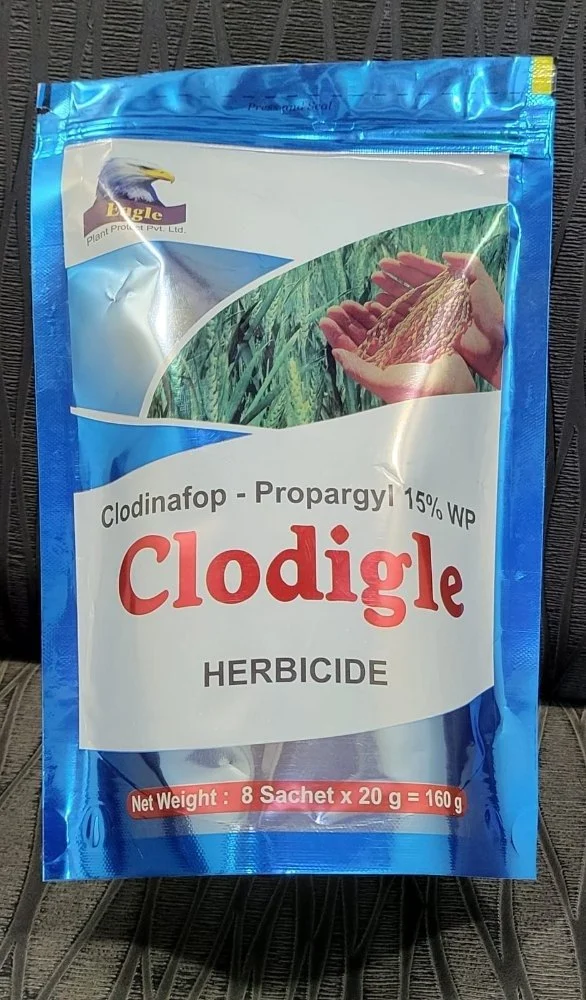 Press and Seal
Eagle
Plant Protect Pvt. Ltd.
Clodinafop - Propargyl 15% WP
Clodigle
HERBICIDE
Net Weight : 8 Sachet x 20 g = 160 g